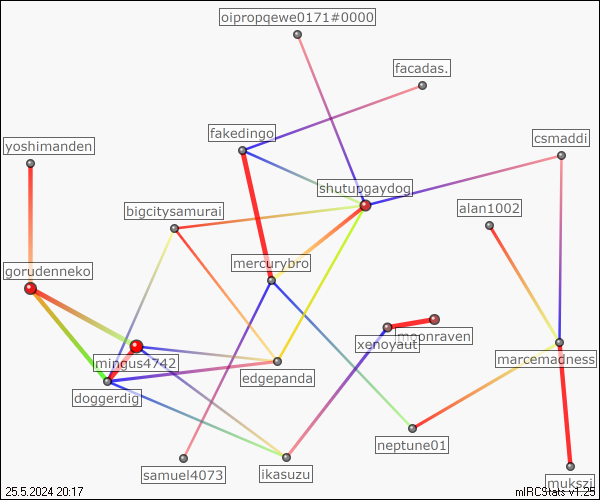 oipropqewe0171#0000
facadas.
fakedingo
csmaddi
yoshimanden
shutupgaydog
bigcitysamurai
alan1002
mercurybro
gorudenneko
xenoyaut
moonraven
mingus4742
marcemadness
edgepanda
doggerdig
neptune01
samuel4073
ikasuzu
mukszi
25.5.2024 20:17
mIRCStats v1.25